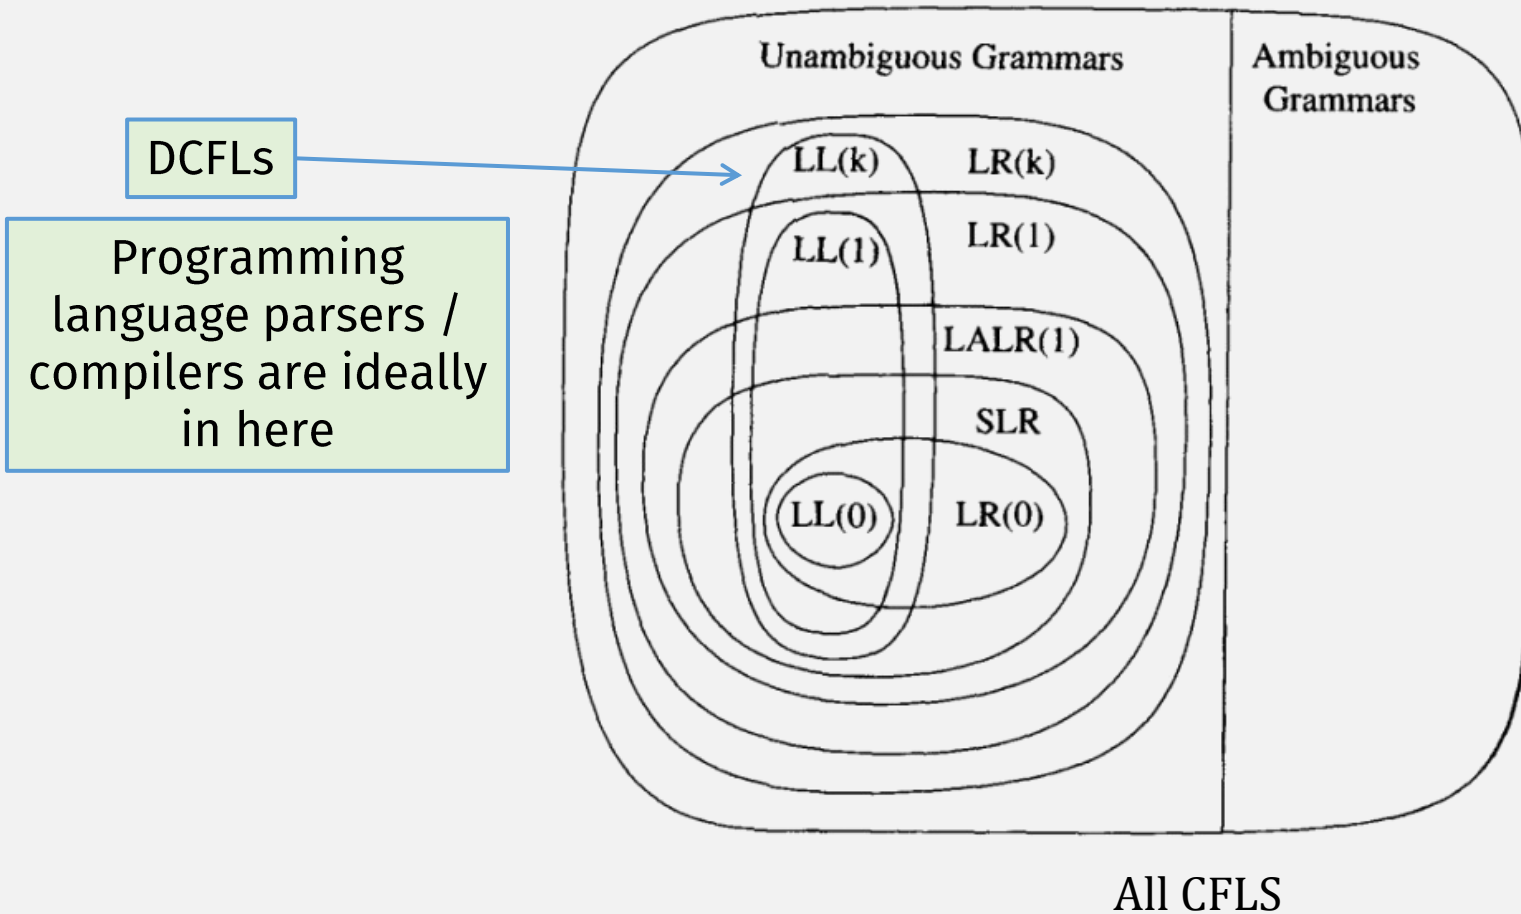 Unambiguous Grammars
Ambiguous
Grammars
DCFLs
LL(k)
LR(k)
Programming
language parsers /
compilers are ideally
in here
LL(1)
LR(1)
LALR(1)
SLR
LL(0)
LR(0)
All CFLS